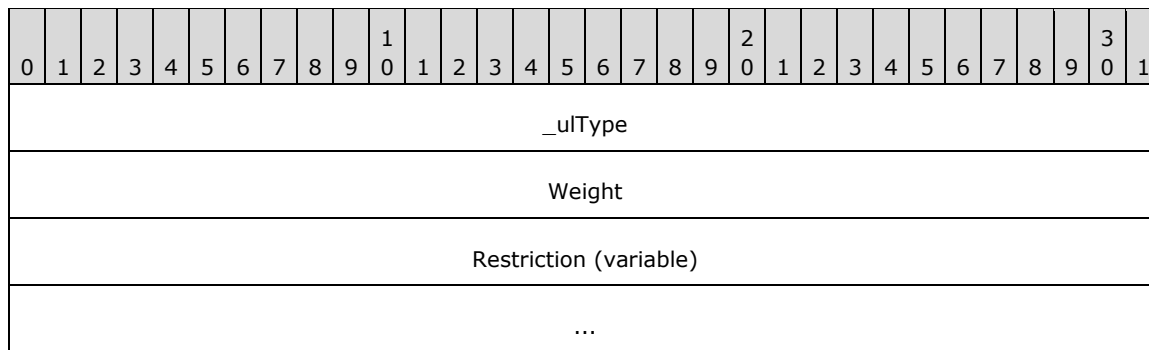 1 2 3
0 1 2 3 4 5 6 7 8 9 0 1 2 3 4 5 6 7 8 9 0 1 2 3 4 5 6 7 8 9 0 1
_ulType
Weight
Restriction (variable)
...